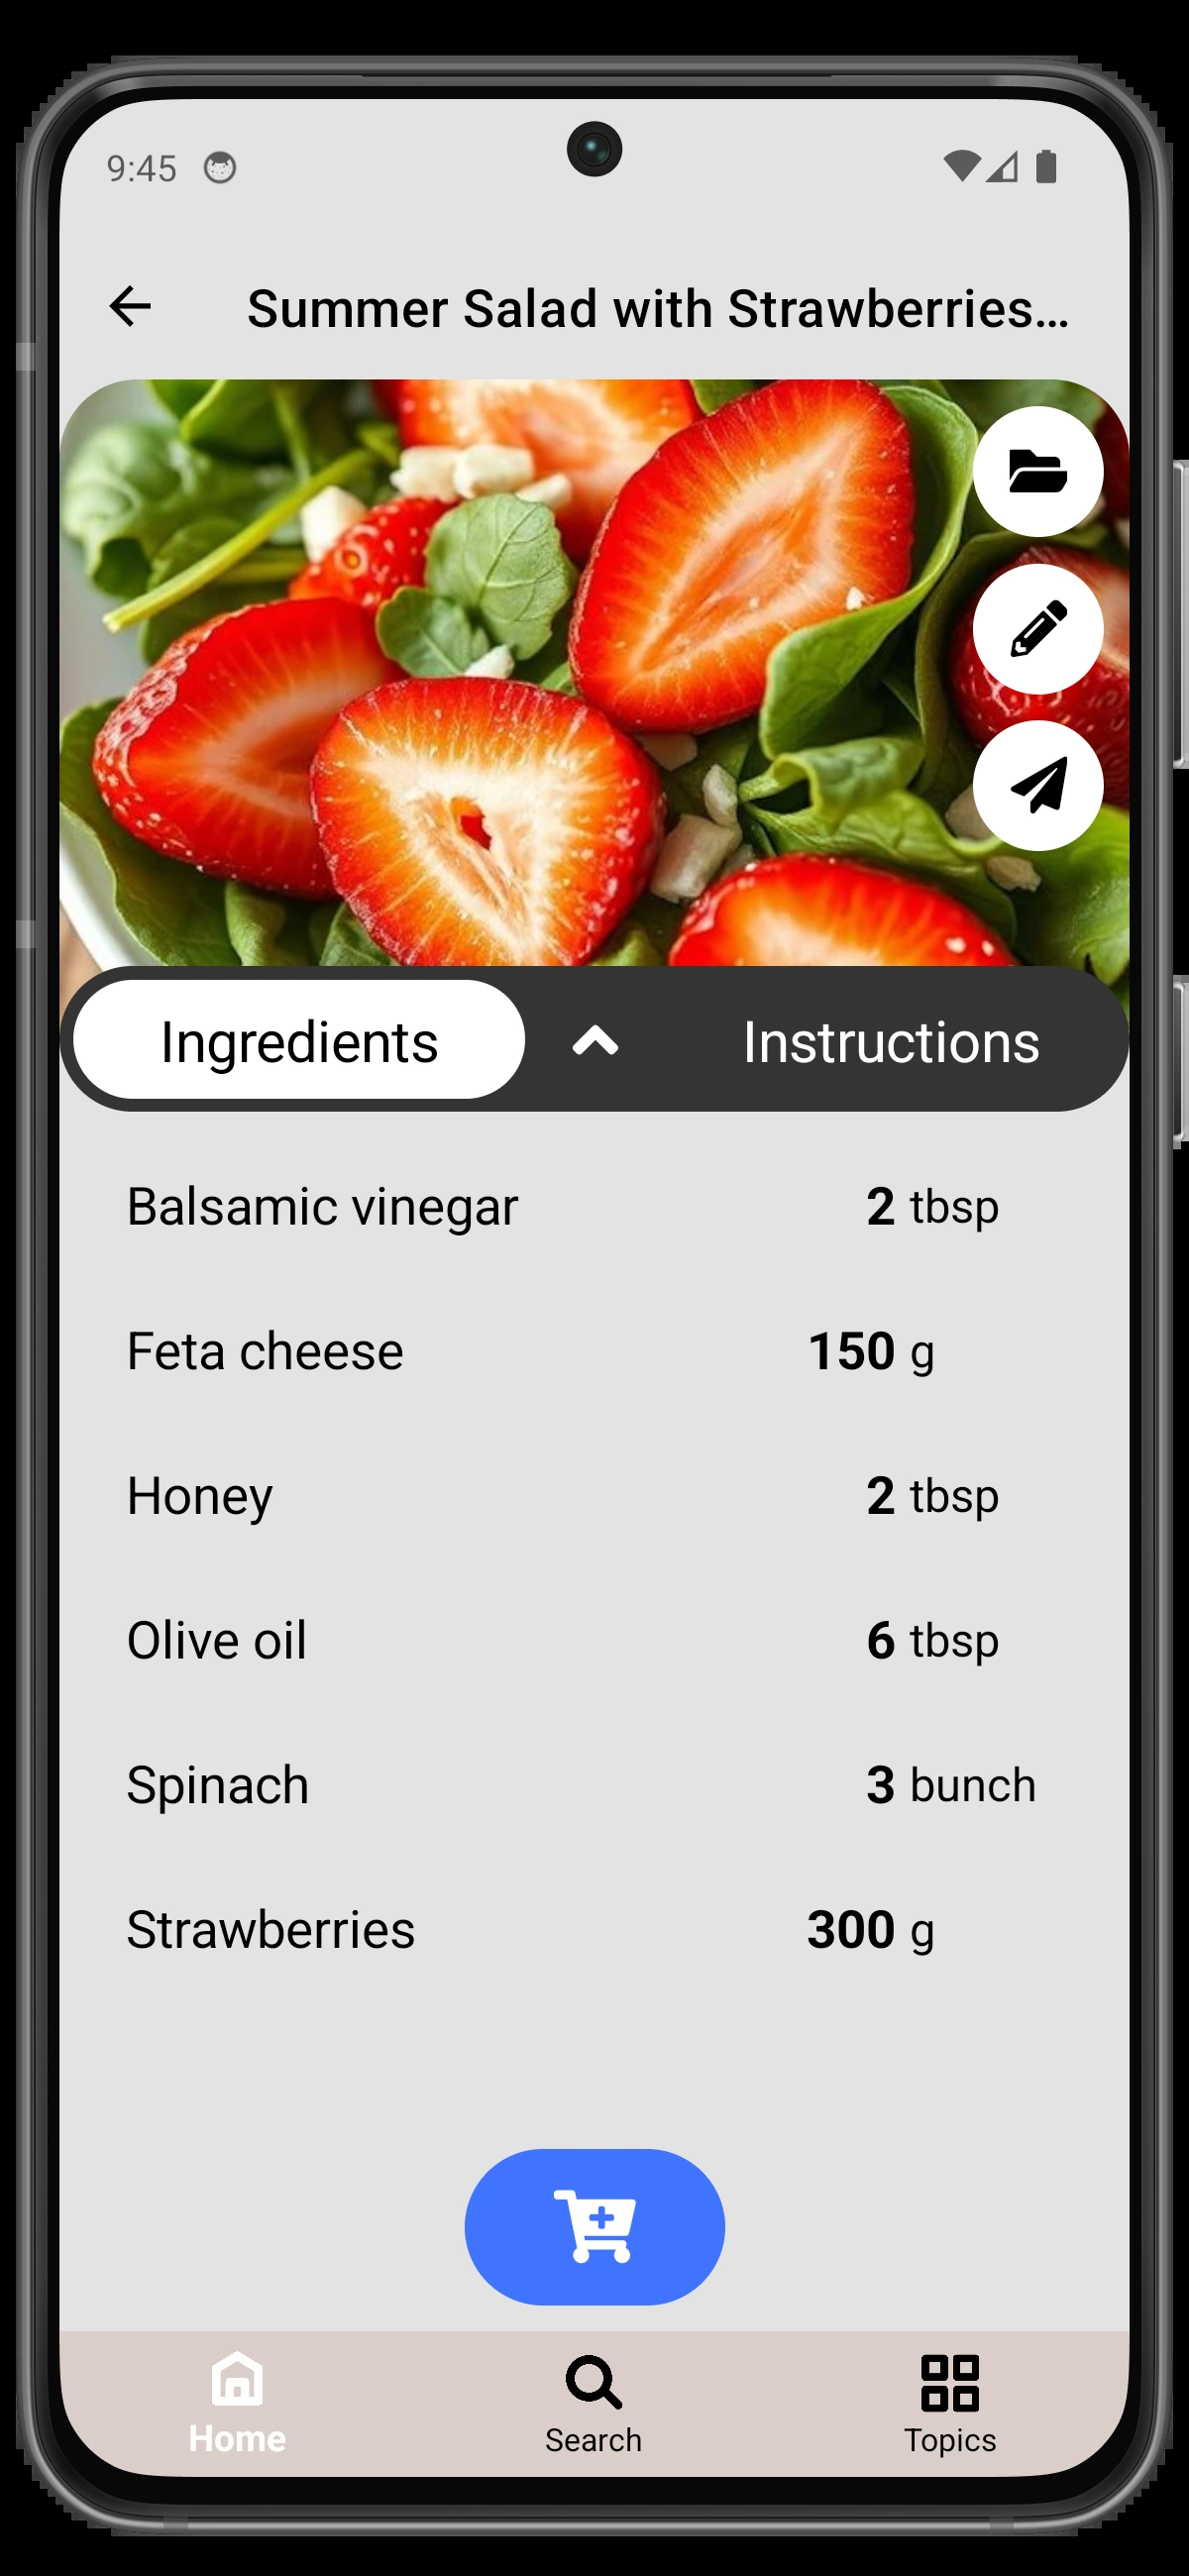 9:45
Summer Salad with Strawberries...
Ingredients
Instructions
Balsamic vinegar 2 tbsp
Feta cheese 150 g
Honey 2 tbsp
Olive oil 6 tbsp
Spinach 3 bunch
Strawberries 300 g
Home
Search
Topics